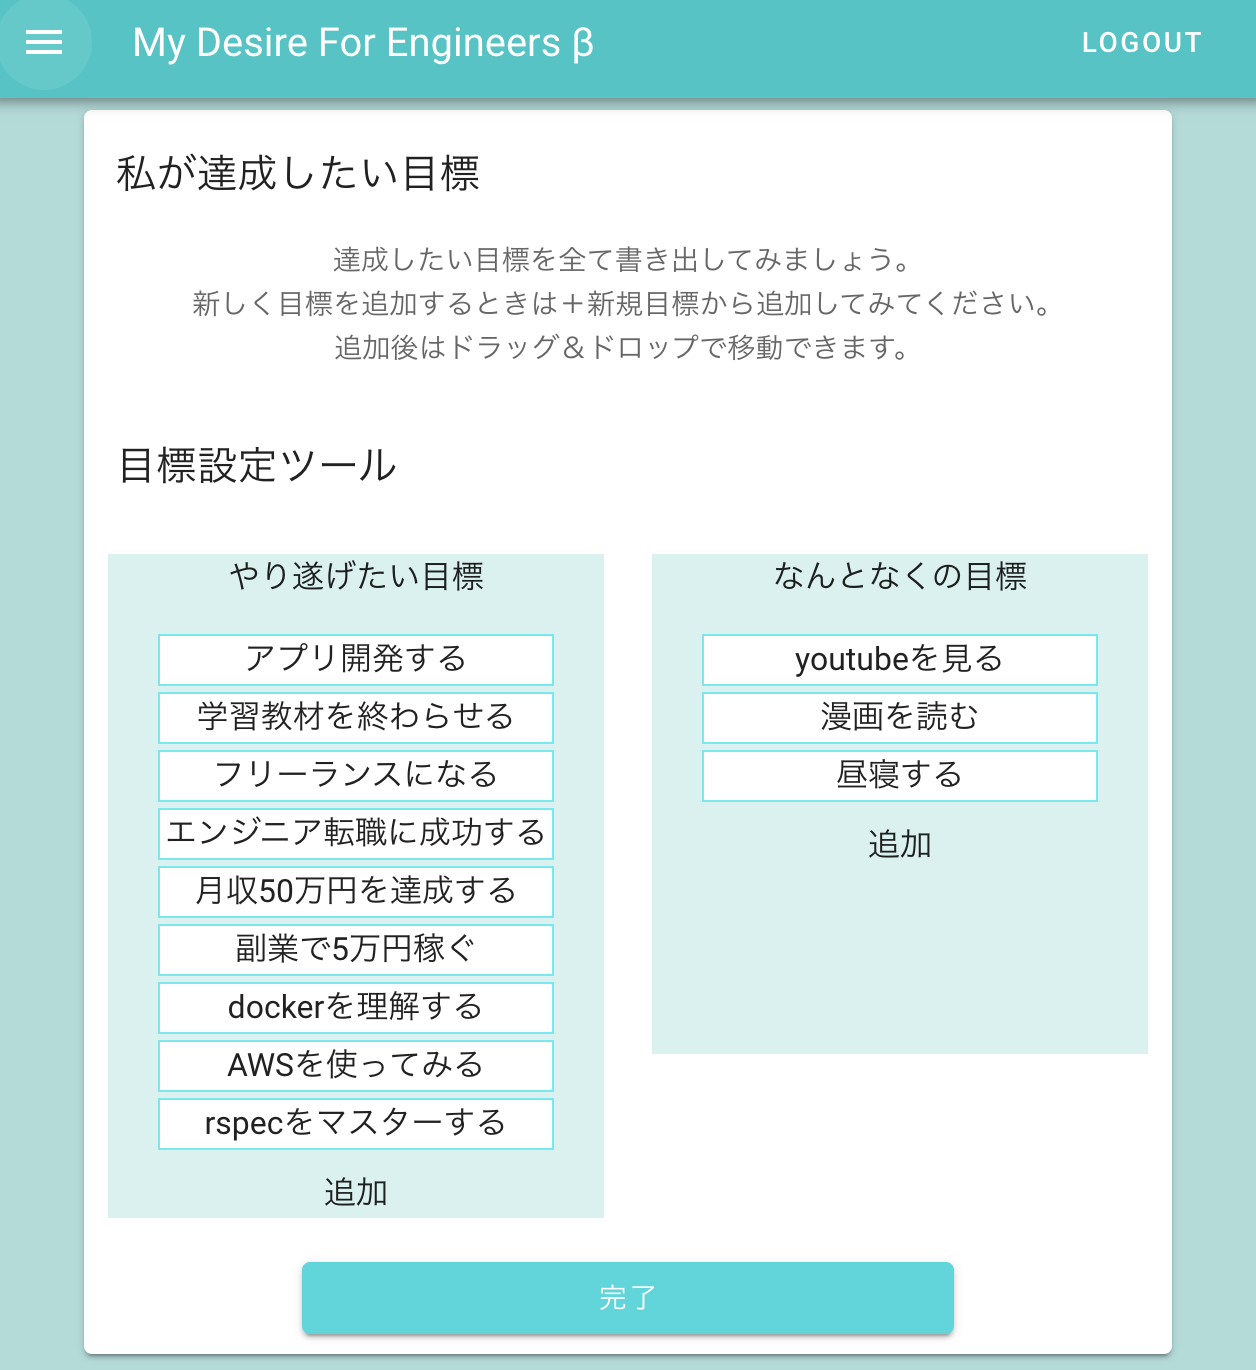 My Desire For Engineers β
LOGOUT
私が達成したい目標
達成したい目標を全て書き出してみましょう。
新しく目標を追加するときは＋新規目標から追加してみてください。
追加後はドラッグ＆ドロップで移動できます。
目標設定ツール
やり遂げたい目標
アプリ開発する
学習教材を終わらせる
フリーランスになる
エンジニア転職に成功する
月収50万円を達成する
副業で5万円稼ぐ
dockerを理解する
AWSを使ってみる
rspecをマスターする
追加
なんとなくの目標
youtubeを見る
漫画を読む
昼寝する
追加
完了